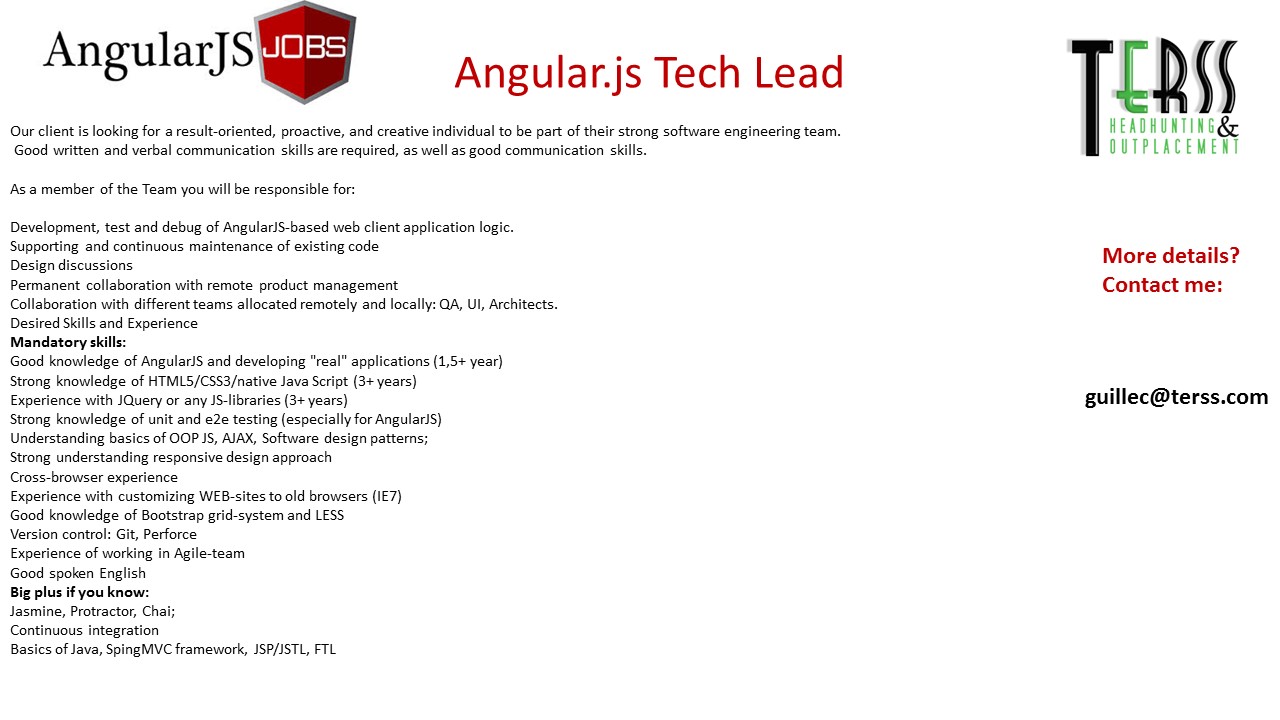 AngularJS JOBS
Angular.js Tech Lead
TERSS
HEADHUNTING &
OUTPLACEMENT
Our client is looking for a result-oriented, proactive, and creative individual to be part of their strong software engineering team.
Good written and verbal communication skills are required, as well as good communication skills.
As a member of the Team you will be responsible for:
Development, test and debug of AngularJS-based web client application logic.
Supporting and continuous maintenance of existing code
Design discussions
Permanent collaboration with remote product management
Collaboration with different teams allocated remotely and locally: QA, UI, Architects.
Desired Skills and Experience
Mandatory skills:
Good knowledge of AngularJS and developing "real" applications (1,5+ year)
Strong knowledge of HTML5/CSS3/native Java Script (3+ years)
Experience with JQuery or any JS-libraries (3+ years)
Strong knowledge of unit and e2e testing (especially for AngularJS)
Understanding basics of OOP JS, AJAX, Software design patterns;
Strong understanding responsive design approach
Cross-browser experience
Experience with customizing WEB-sites to old browsers (IE7)
Good knowledge of Bootstrap grid-system and LESS
Version control: Git, Perforce
Experience of working in Agile-team
Good spoken English
Big plus if you know:
Jasmine, Protractor, Chai;
Continuous integration
Basics of Java, SpingMVC framework, JSP/JSTL, FTL
More details?
Contact me:
guillec@terss.com